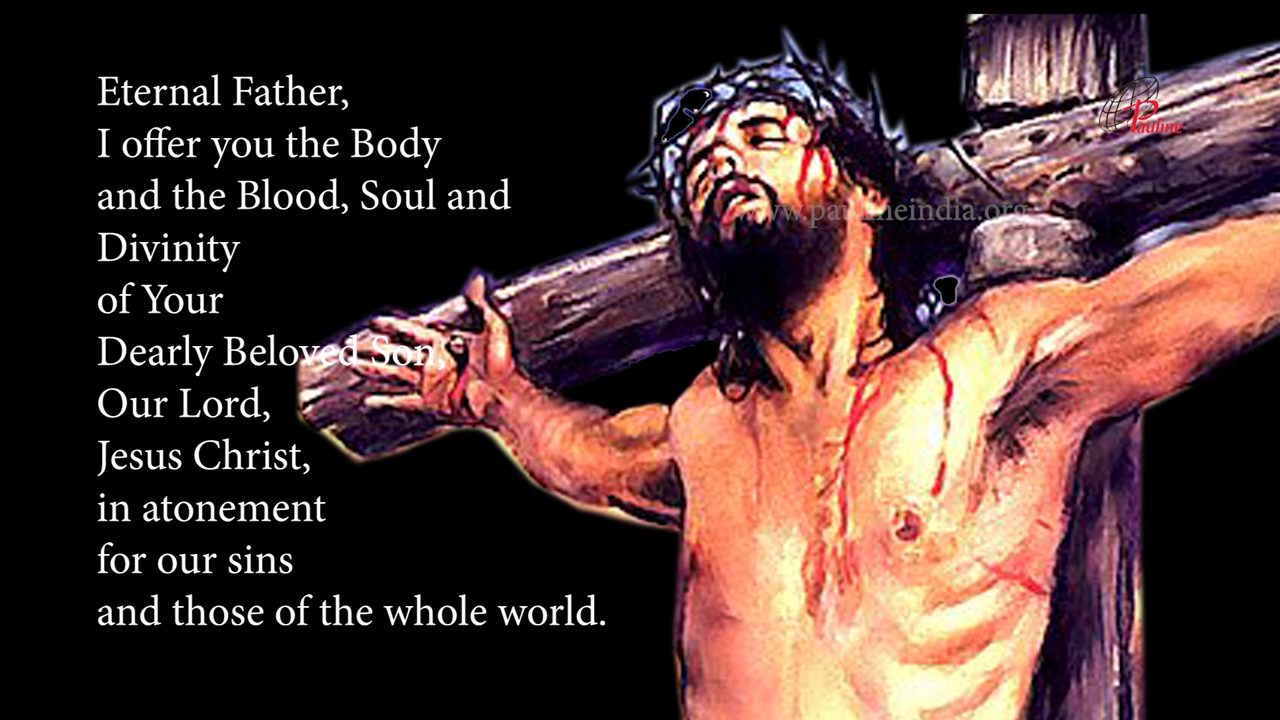 Eternal Father,
I offer you the Body
and the Blood, Soul and
Divinity
of Your
Dearly Beloved Son,
Our Lord,
Jesus Christ,
in atonement
for our sins
and those of the whole world.
Pauline
www.paulineindia.org